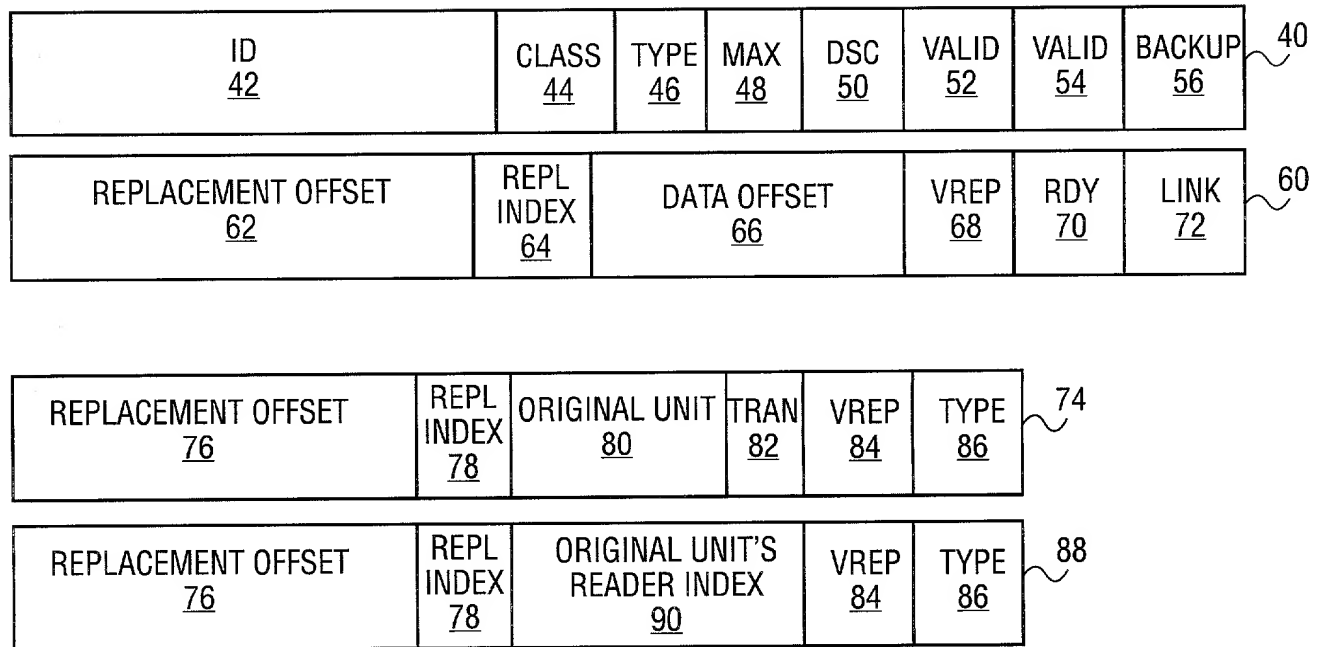 ID CLASS TYPE MAX DSC VALID VALID BACKUP 40
42 44 46 48 50 52 54 56
REPLACEMENT OFFSET REPL INDEX DATA OFFSET VREP RDY LINK 60
62 64 66 68 70 72
REPLACEMENT OFFSET REPL INDEX ORIGINAL UNIT TRAN VREP TYPE 74
76 78 80 82 84 86
REPLACEMENT OFFSET REPL INDEX ORIGINAL UNIT'S READER INDEX VREP TYPE 88
76 78 90 84 86